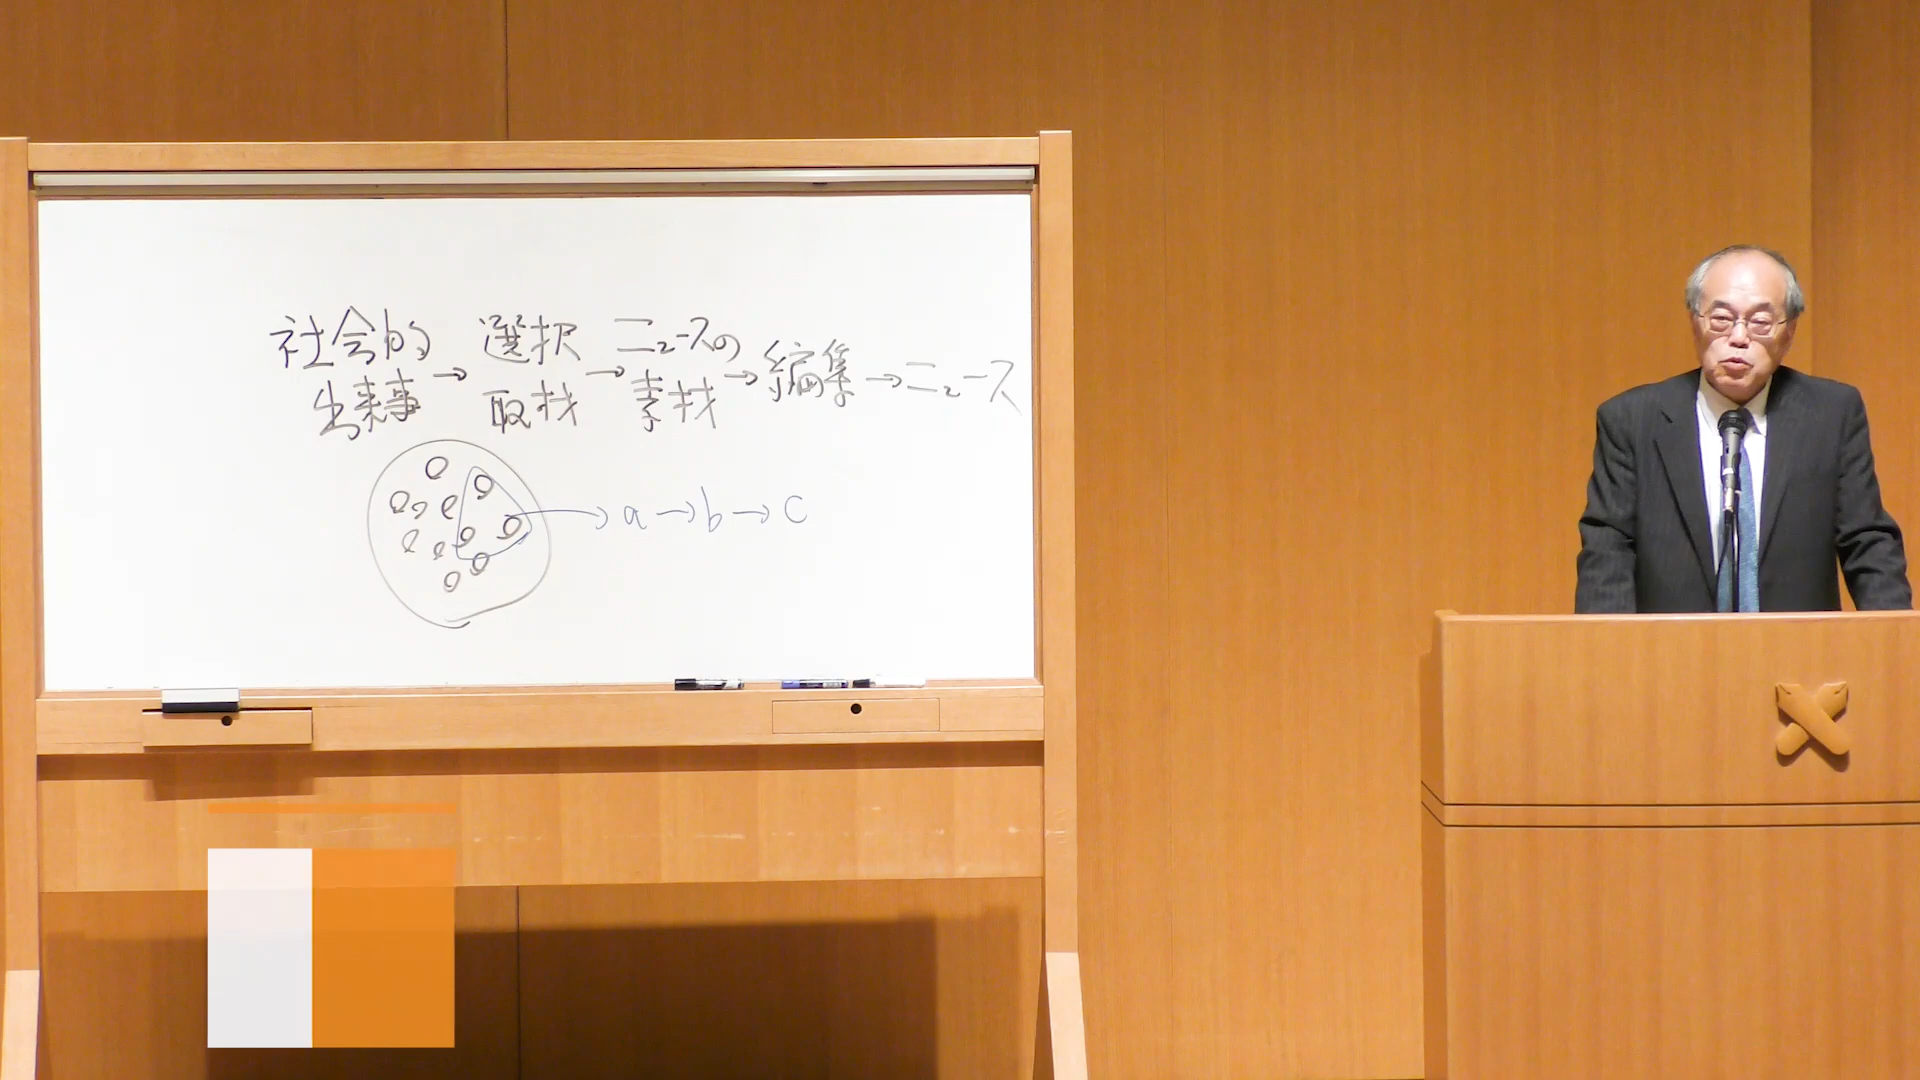 社会的 選択 ニュースの
出来事 → 取材 → 素材 → 編集 → ニュース
→ a → b → c